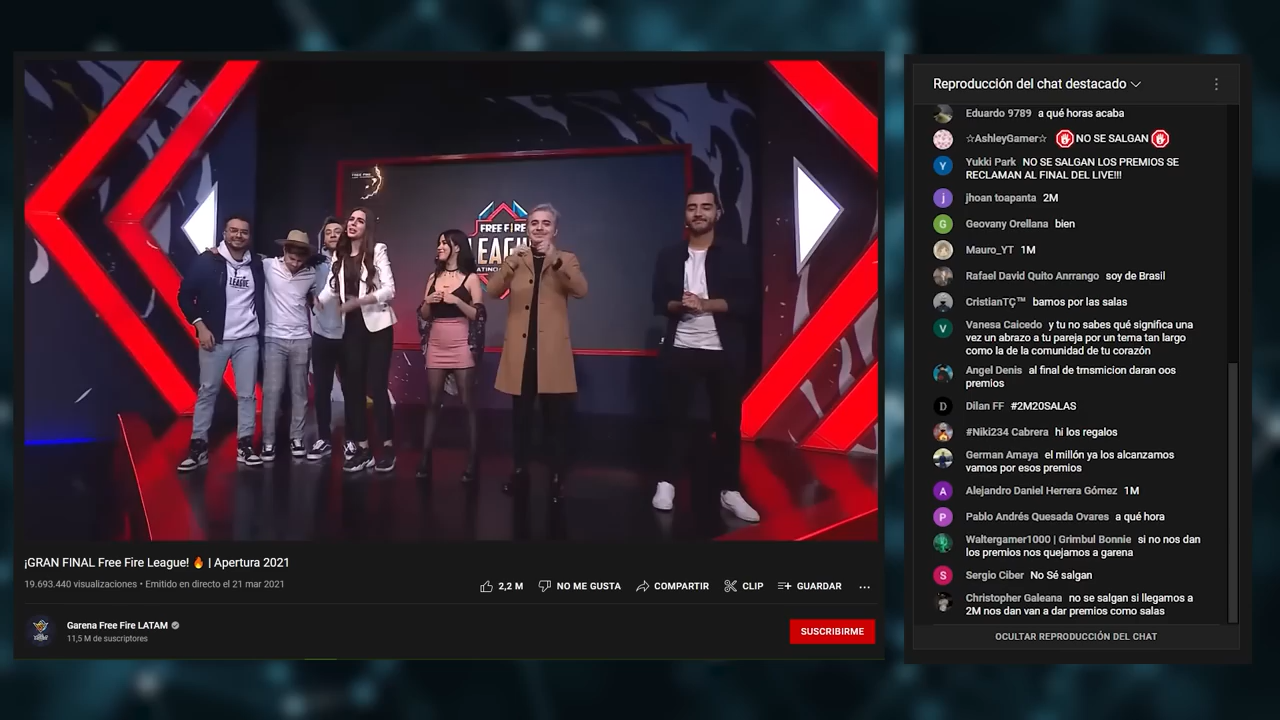 FREE FIRE
LEAGUE
LEAGUE
¡GRAN FINAL Free Fire League! 🔥 | Apertura 2021
19.693.440 visualizaciones • Emitido en directo el 21 mar 2021
2,2 M
NO ME GUSTA
COMPARTIR
CLIP
GUARDAR
Garena Free Fire LATAM
11,5 M de suscriptores
SUSCRIBIRME
Reproducción del chat destacado
Eduardo 9789 a qué horas acaba
☆AshleyGamer☆ NO SE SALGAN
Y
Yukki Park NO SE SALGAN LOS PREMIOS SE
RECLAMAN AL FINAL DEL LIVE!!!
j
jhoan toapanta 2M
G
Geovany Orellana bien
Mauro_YT 1M
Rafael David Quito Anrrango soy de Brasil
CristianTÇ™ bamos por las salas
V
Vanesa Caicedo y tu no sabes qué significa una
vez un abrazo a tu pareja por un tema tan largo
como la de la comunidad de tu corazón
Angel Denis al final de trnsmicion daran oos
premios
D
Dilan FF #2M20SALAS
#Niki234 Cabrera hi los regalos
German Amaya el millón ya los alcanzamos
vamos por esos premios
A
Alejandro Daniel Herrera Gómez 1M
P
Pablo Andrés Quesada Ovares a qué hora
Waltergamer1000 | Grimbul Bonnie si no nos dan
los premios nos quejamos a garena
S
Sergio Ciber No Sé salgan
Christopher Galeana no se salgan si llegamos a
2M nos dan van a dar premios como salas
OCULTAR REPRODUCCIÓN DEL CHAT